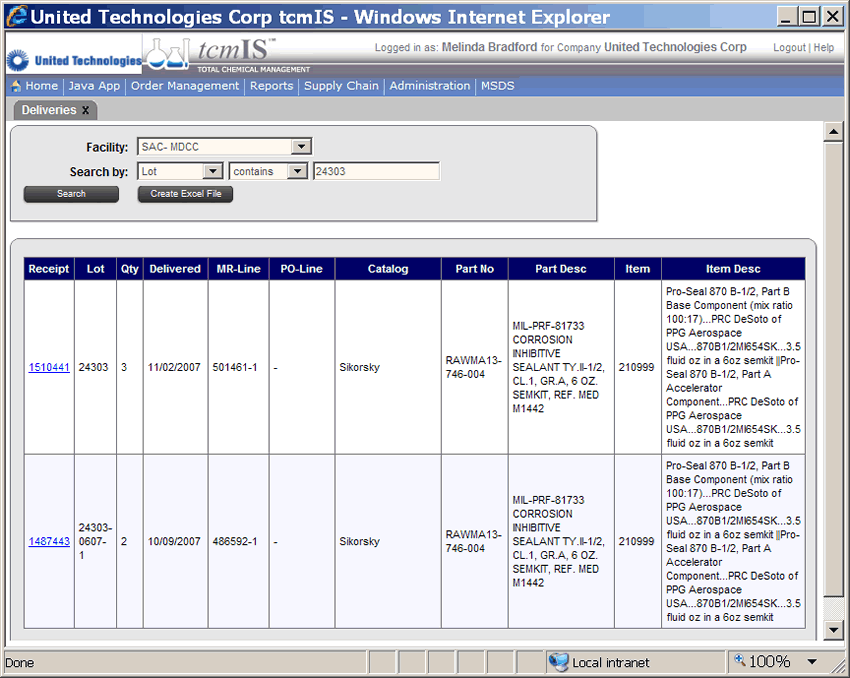 United Technologies Corp tcmIS - Windows Internet Explorer
United Technologies
tcmIS™
TOTAL CHEMICAL MANAGEMENT
Logged in as: Melinda Bradford for Company United Technologies Corp
Logout | Help
Home | Java App | Order Management | Reports | Supply Chain | Administration | MSDS
Deliveries X
Facility: SAC- MDCC
Search by: Lot contains 24303
Search Create Excel File
Receipt Lot Qty Delivered MR-Line PO-Line Catalog Part No Part Desc Item Item Desc
1510441
24303
3
11/02/2007
501461-1
-
Sikorsky
RAWMA13-
746-004
MIL-PRF-81733
CORROSION
INHIBITIVE
SEALANT TY.II-1/2,
CL.1, GR.A, 6 OZ.
SEMKIT, REF. MED
M1442
210999
Pro-Seal 870 B-1/2, Part B
Base Component (mix ratio
100:17)...PRC DeSoto of
PPG Aerospace
USA...870B1/2MI654SK...3.5
fluid oz in a 6oz semkit ||Pro-
Seal 870 B-1/2, Part A
Accelerator
Component...PRC DeSoto of
PPG Aerospace
USA...870B1/2MI654SK...3.5
fluid oz in a 6oz semkit
1487443
24303-
0607-
1
2
10/09/2007
486592-1
-
Sikorsky
RAWMA13-
746-004
MIL-PRF-81733
CORROSION
INHIBITIVE
SEALANT TY.II-1/2,
CL.1, GR.A, 6 OZ.
SEMKIT, REF. MED
M1442
210999
Pro-Seal 870 B-1/2, Part B
Base Component (mix ratio
100:17)...PRC DeSoto of
PPG Aerospace
USA...870B1/2MI654SK...3.5
fluid oz in a 6oz semkit ||Pro-
Seal 870 B-1/2, Part A
Accelerator
Component...PRC DeSoto of
PPG Aerospace
USA...870B1/2MI654SK...3.5
fluid oz in a 6oz semkit
Done
Local intranet
100%